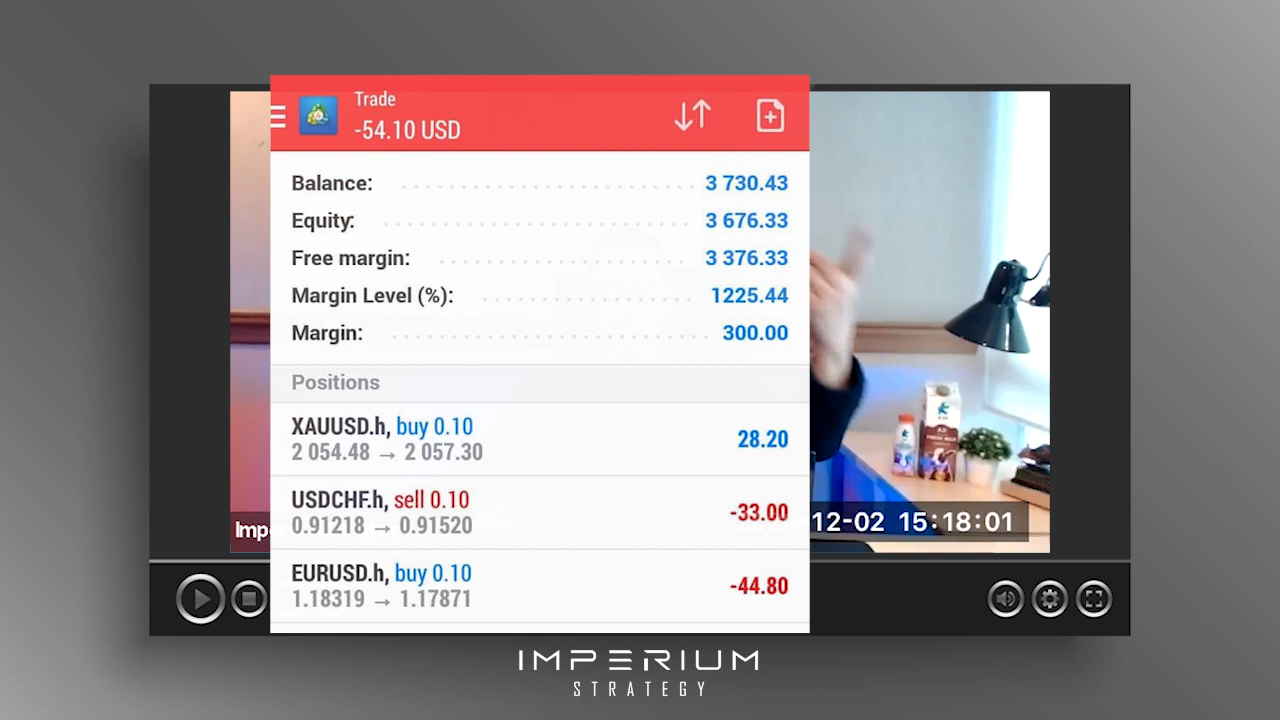 Trade
-54.10 USD
Balance: 3 730.43
Equity: 3 676.33
Free margin: 3 376.33
Margin Level (%): 1225.44
Margin: 300.00
Positions
XAUUSD.h, buy 0.10
2 054.48 → 2 057.30
28.20
USDCHF.h, sell 0.10
0.91218 → 0.91520
-33.00
EURUSD.h, buy 0.10
1.18319 → 1.17871
-44.80
Impe
12-02 15:18:01
FRESH MILK
IMPERIUM
STRATEGY